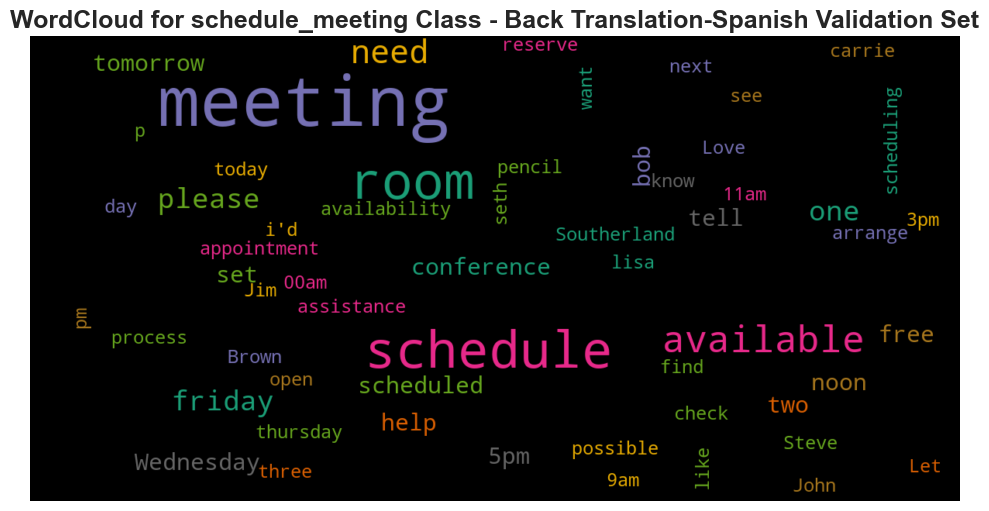 WordCloud for schedule_meeting Class - Back Translation-Spanish Validation Set
need
reserve
carrie
tomorrow
next
want
see
meeting
scheduling
p
Love
bob
today
pencil
know
room
11am
please
seth
day
availability
tell
one
3pm
i'd
Southerland
arrange
appointment
conference
lisa
set
Jim
OOam
assistance
pm
process
schedule
available
free
Brown
find
open
scheduled
noon
friday
two
help
check
thursday
Wednesday
5pm
possible
Steve
like
three
9am
John
Let